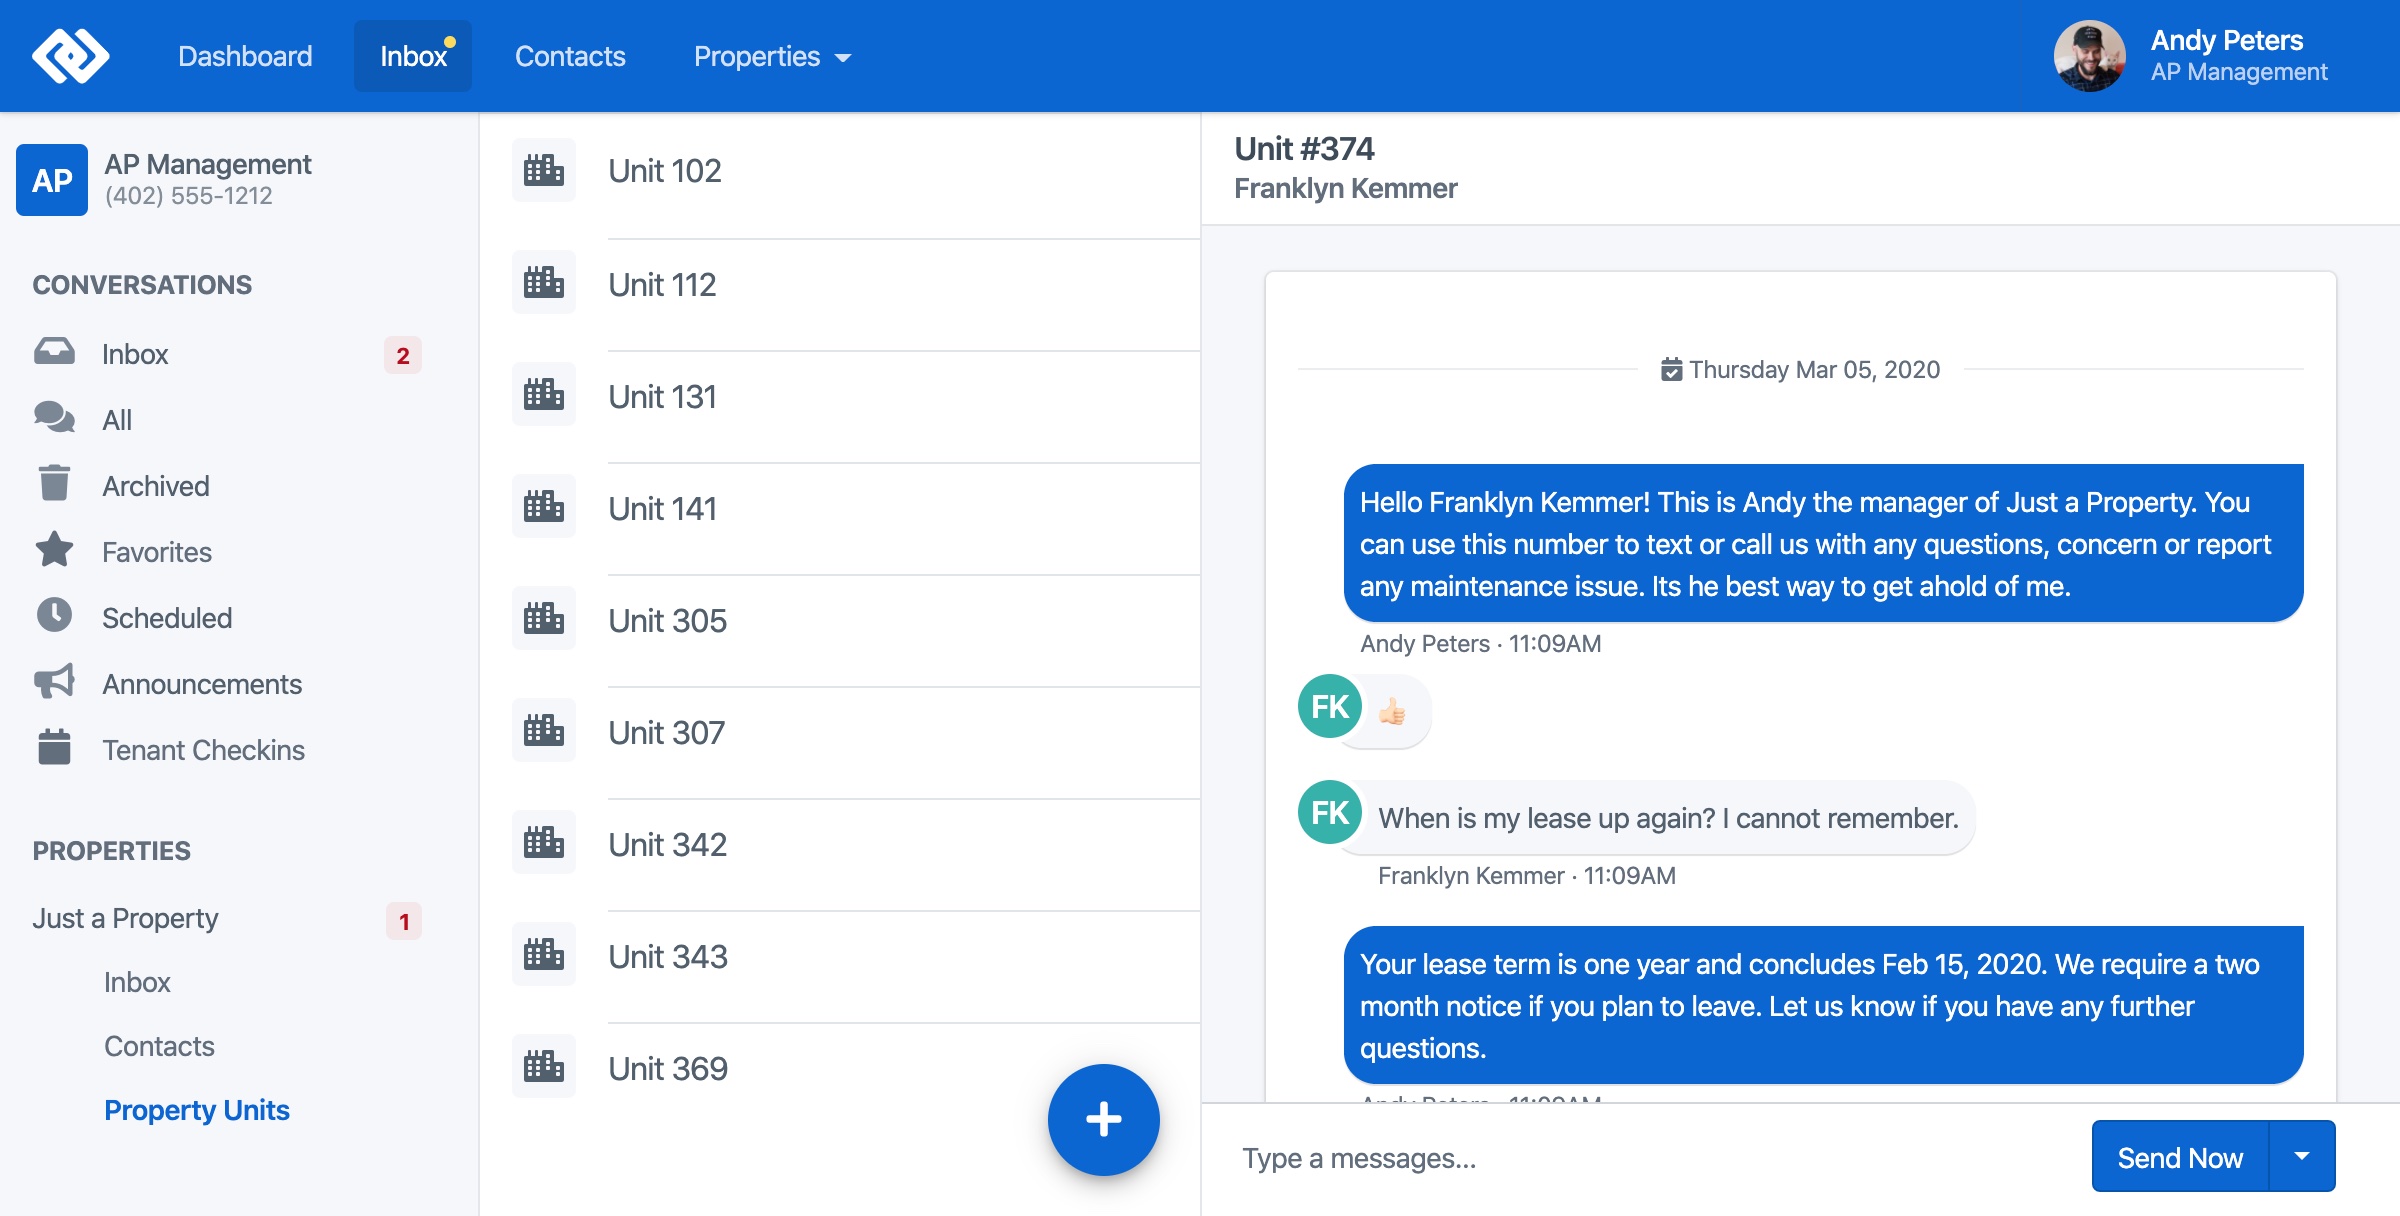 Dashboard
Inbox
Contacts
Properties
Andy Peters
AP Management
AP
AP Management
(402) 555-1212
CONVERSATIONS
Inbox
2
All
Archived
Favorites
Scheduled
Announcements
Tenant Checkins
PROPERTIES
Just a Property
1
Inbox
Contacts
Property Units
Unit 102
Unit 112
Unit 131
Unit 141
Unit 305
Unit 307
Unit 342
Unit 343
Unit 369
Unit #374
Franklyn Kemmer
Thursday Mar 05, 2020
Hello Franklyn Kemmer! This is Andy the manager of Just a Property. You
can use this number to text or call us with any questions, concern or report
any maintenance issue. Its he best way to get ahold of me.
Andy Peters · 11:09AM
FK
👍🏻
FK
When is my lease up again? I cannot remember.
Franklyn Kemmer · 11:09AM
Your lease term is one year and concludes Feb 15, 2020. We require a two
month notice if you plan to leave. Let us know if you have any further
questions.
Andy Peters · 11:09AM
Type a messages...
Send Now